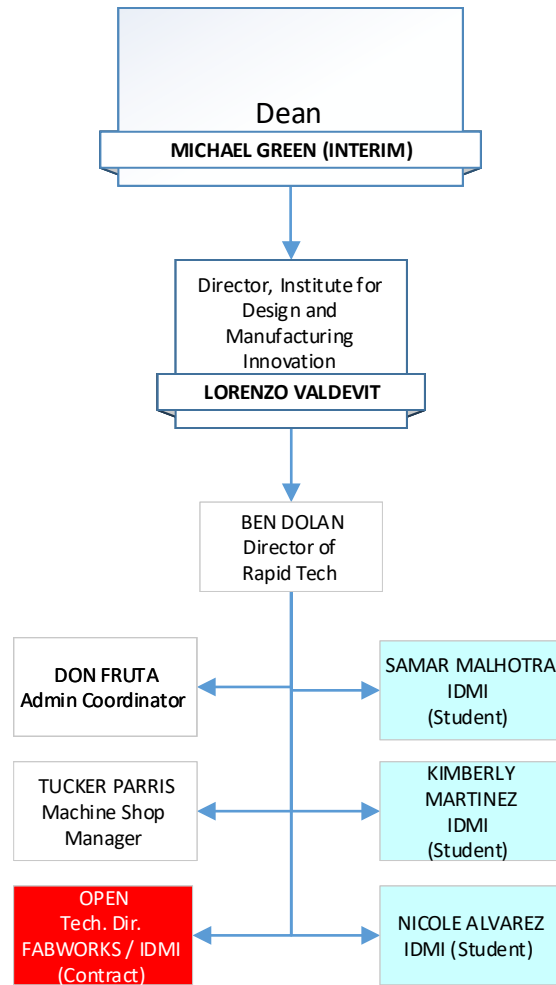 Dean
MICHAEL GREEN (INTERIM)
Director, Institute for
Design and
Manufacturing
Innovation
LORENZO VALDEVIT
BEN DOLAN
Director of
Rapid Tech
DON FRUTA
Admin Coordinator
SAMAR MALHOTRA
IDMI
(Student)
TUCKER PARRIS
Machine Shop
Manager
KIMBERLY
MARTINEZ
IDMI
(Student)
OPEN
Tech. Dir.
FABWORKS / IDMI
(Contract)
NICOLE ALVAREZ
IDMI (Student)